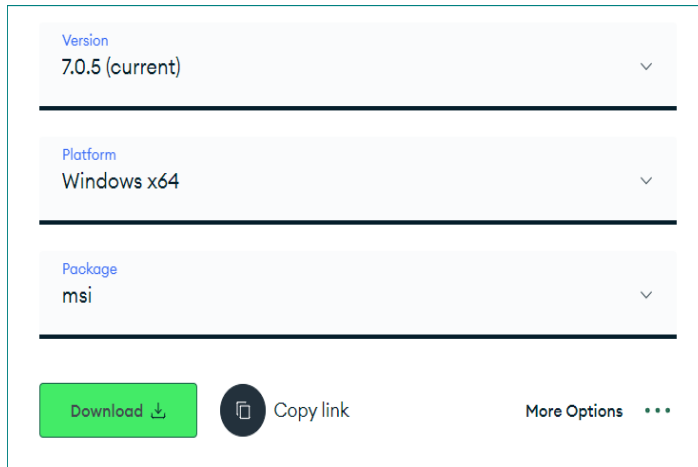 Version
7.0.5 (current)
Platform
Windows x64
Package
msi
Download
Copy link
More Options